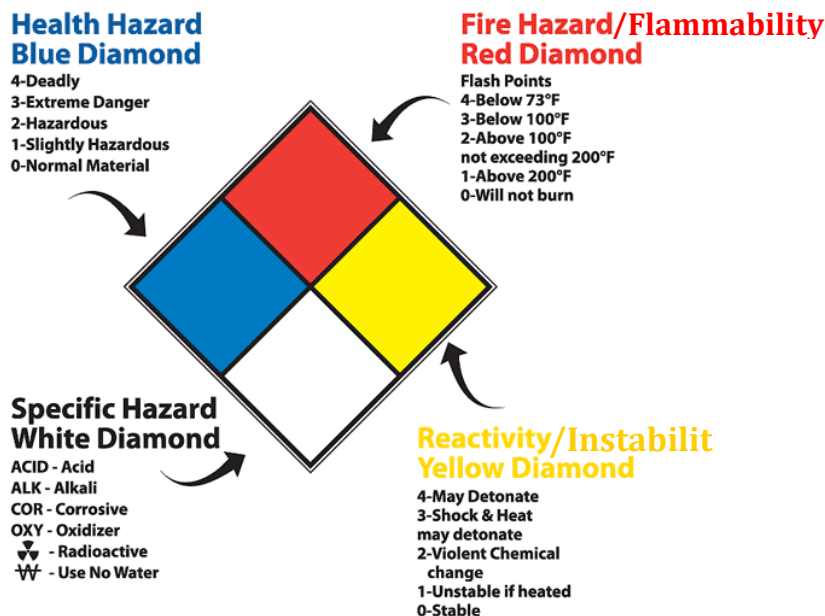 Health Hazard
Blue Diamond
4-Deadly
3-Extreme Danger
2-Hazardous
1-Slightly Hazardous
0-Normal Material
Fire Hazard/Flammability
Red Diamond
Flash Points
4-Below 73°F
3-Below 100°F
2-Above 100°F
not exceeding 200°F
1-Above 200°F
0-Will not burn
Specific Hazard
White Diamond
ACID - Acid
ALK - Alkali
COR - Corrosive
OXY - Oxidizer
☢ - Radioactive
W̶ - Use No Water
Reactivity/Instabilit
Yellow Diamond
4-May Detonate
3-Shock & Heat
may detonate
2-Violent Chemical
change
1-Unstable if heated
0-Stable